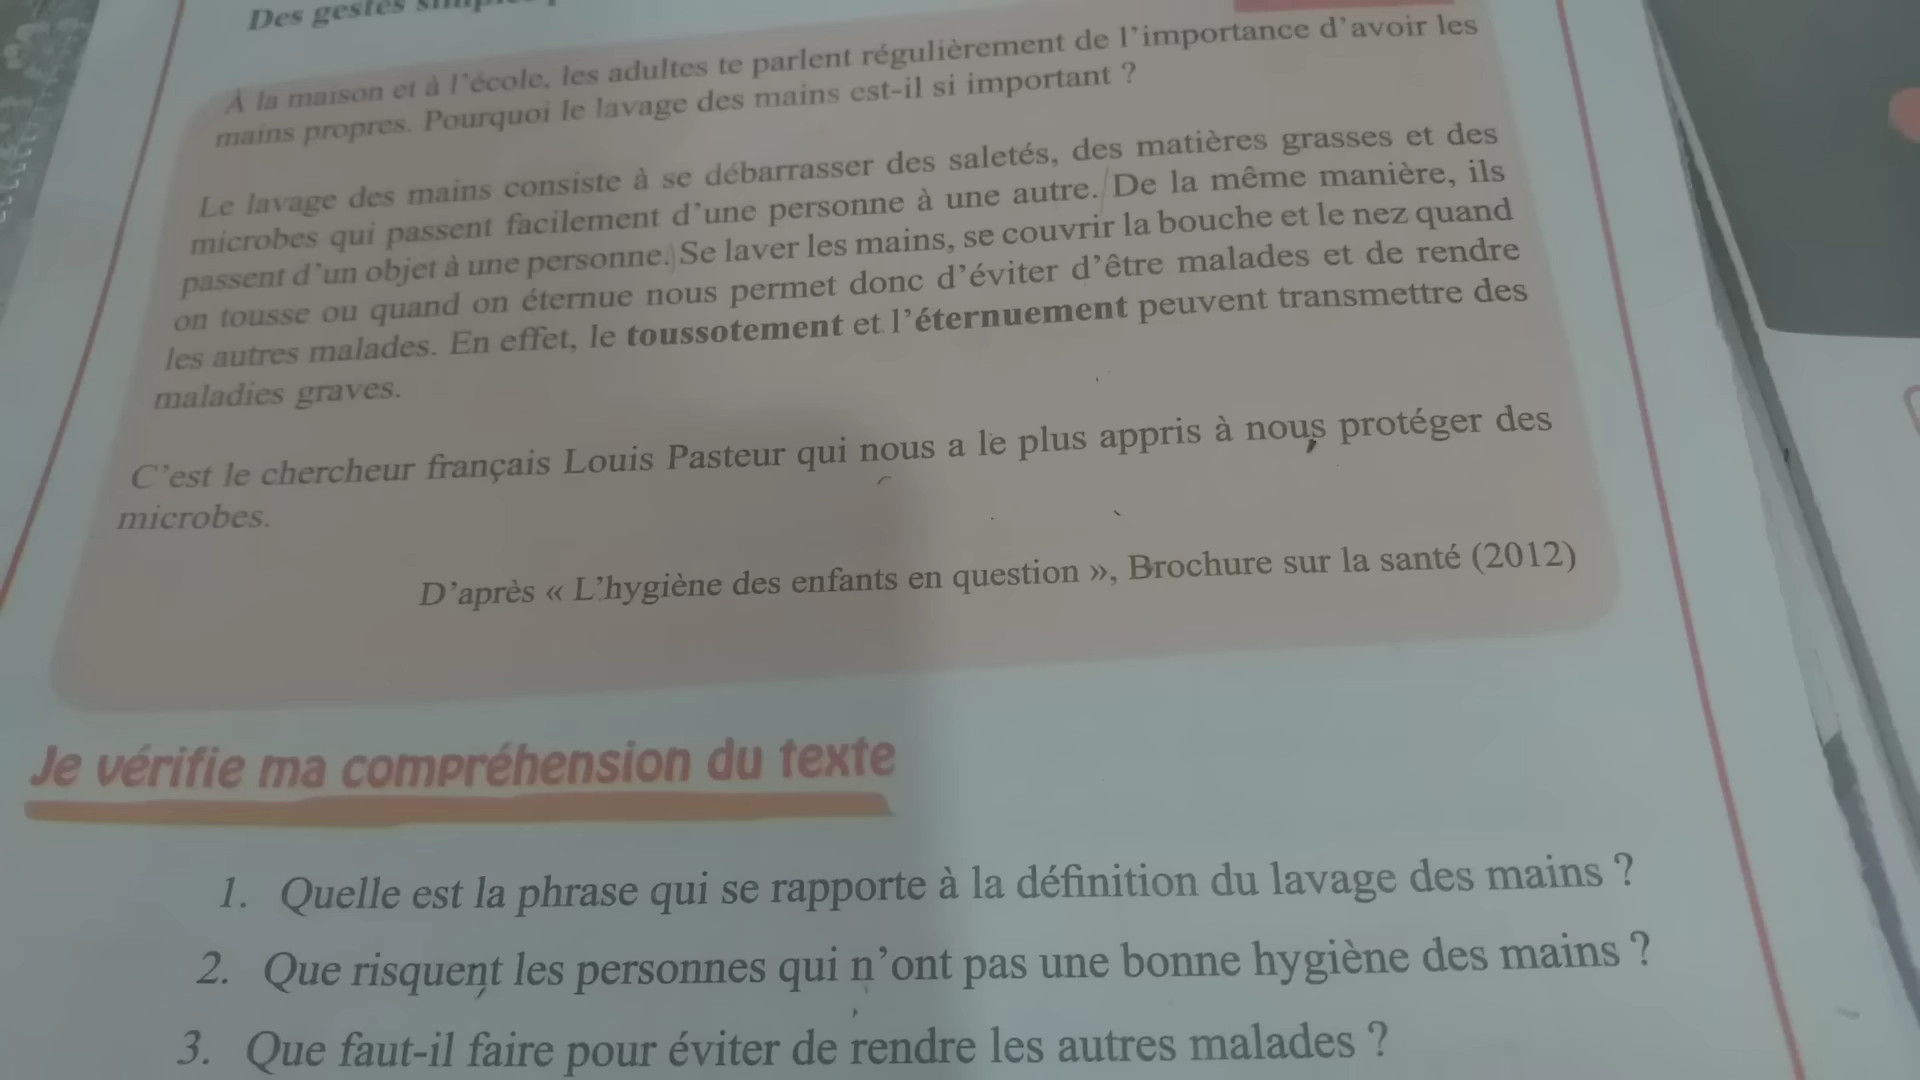 Des gestes
À la maison et à l'école, les adultes te parlent régulièrement de l'importance d'avoir les
mains propres. Pourquoi le lavage des mains est-il si important ?
Le lavage des mains consiste à se débarrasser des saletés, des matières grasses et des
microbes qui passent facilement d'une personne à une autre. De la même manière, ils
passent d'un objet à une personne. Se laver les mains, se couvrir la bouche et le nez quand
on tousse ou quand on éternue nous permet donc d'éviter d'être malades et de rendre
les autres malades. En effet, le toussotement et l'éternuement peuvent transmettre des
maladies graves.
C'est le chercheur français Louis Pasteur qui nous a le plus appris à nous protéger des
microbes.
D'après « L'hygiène des enfants en question », Brochure sur la santé (2012)
Je vérifie ma compréhension du texte
1. Quelle est la phrase qui se rapporte à la définition du lavage des mains ?
2. Que risquent les personnes qui n'ont pas une bonne hygiène des mains ?
3. Que faut-il faire pour éviter de rendre les autres malades ?